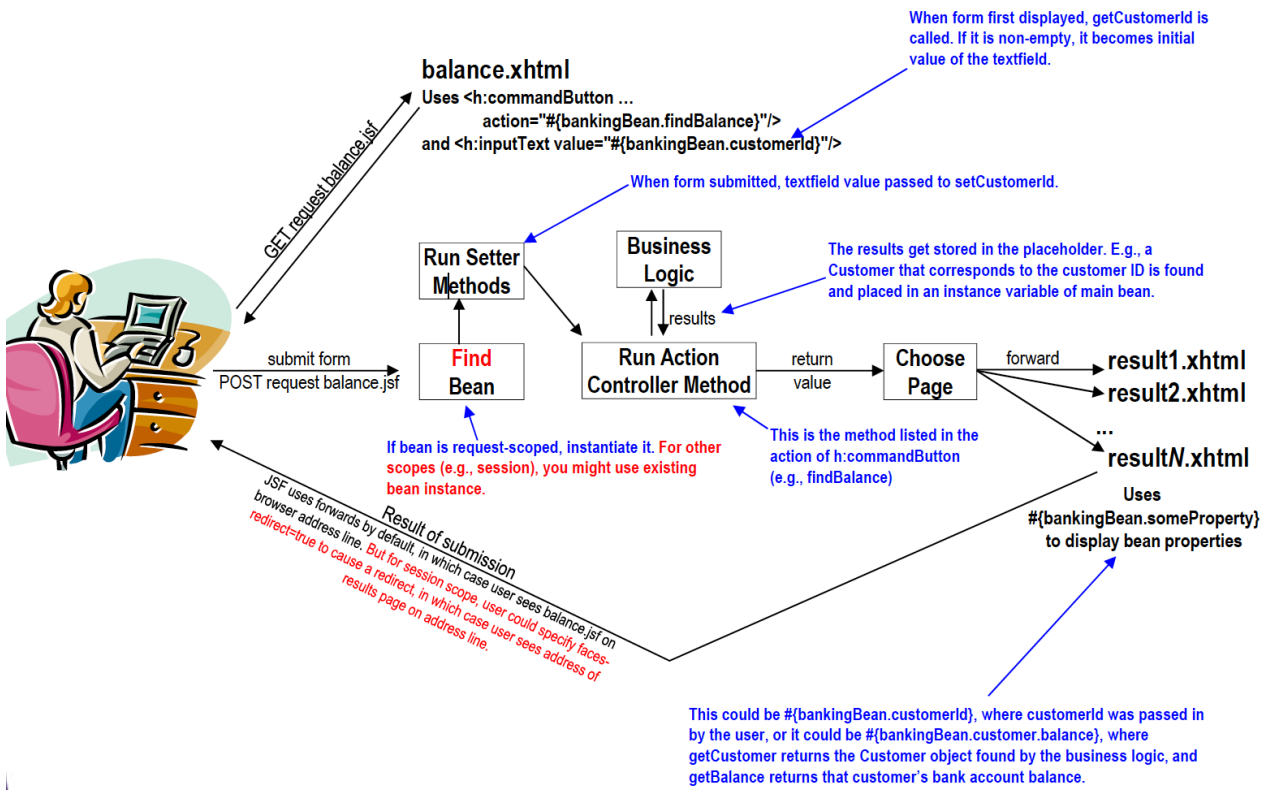 When form first displayed, getCustomerId is
called. If it is non-empty, it becomes initial
value of the textfield.
balance.xhtml
Uses <h:commandButton …
action="#{bankingBean.findBalance}"/>
and <h:inputText value="#{bankingBean.customerId}"/>
GET request balance.jsf
When form submitted, textfield value passed to setCustomerId.
Run Setter
Methods
Business
Logic
The results get stored in the placeholder. E.g., a
Customer that corresponds to the customer ID is found
and placed in an instance variable of main bean.
results
submit form
POST request balance.jsf
Find
Bean
Run Action
Controller Method
return
value
Choose
Page
forward
result1.xhtml
result2.xhtml
...
resultN.xhtml
If bean is request-scoped, instantiate it. For other
scopes (e.g., session), you might use existing
bean instance.
This is the method listed in the
action of h:commandButton
(e.g., findBalance)
Uses
#{bankingBean.someProperty}
to display bean properties
Result of submission
JSF uses forwards by default, in which case user sees balance.jsf on
browser address line. But for session scope, user could specify faces-
redirect=true to cause a redirect, in which case user sees address of
results page on address line.
This could be #{bankingBean.customerId}, where customerId was passed in
by the user, or it could be #{bankingBean.customer.balance}, where
getCustomer returns the Customer object found by the business logic, and
getBalance returns that customer's bank account balance.